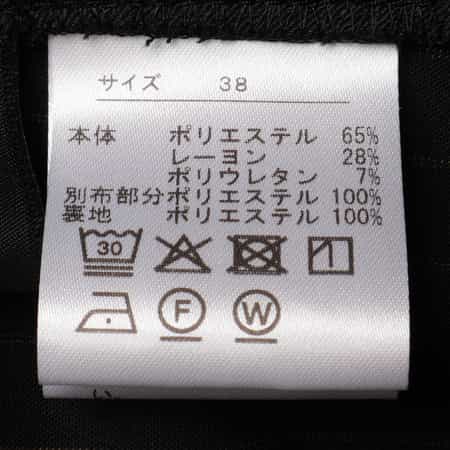 サイズ 38
本体 ポリエステル 65%
レーヨン 28%
ポリウレタン 7%
別布部分 ポリエステル 100%
裏地 ポリエステル 100%
30
F W